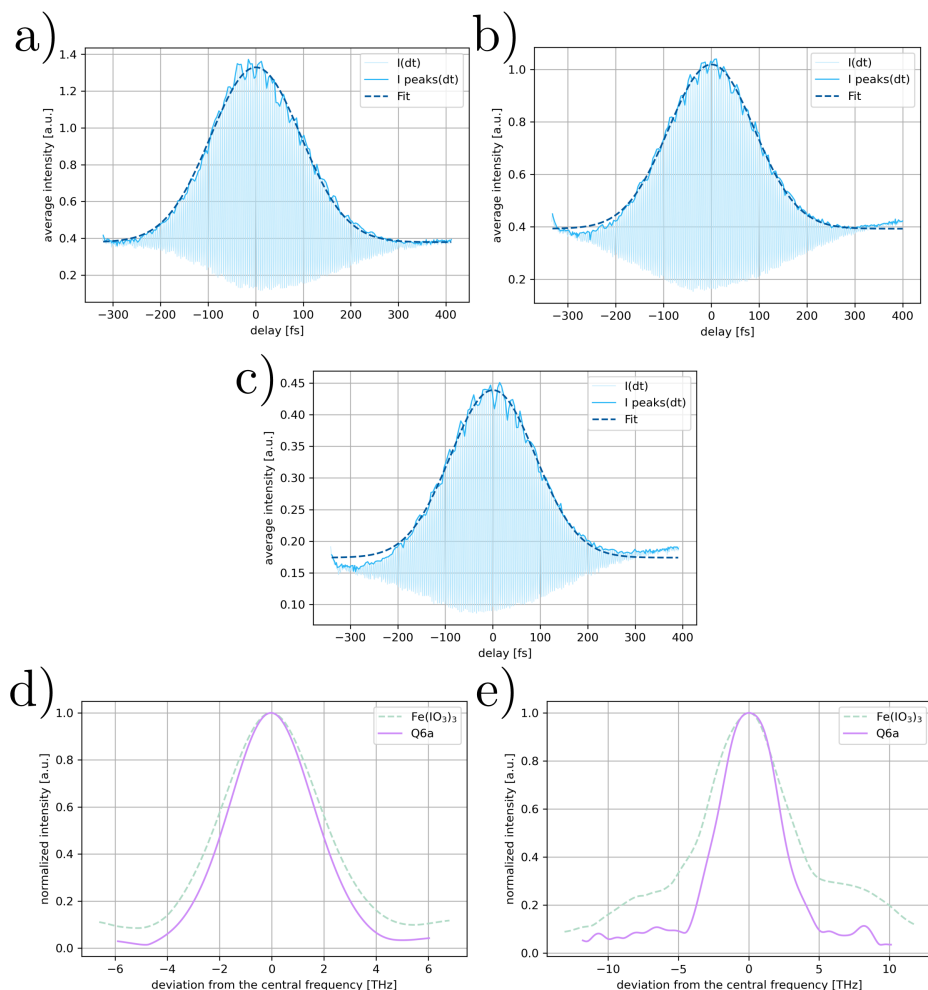 a)
1.4
1.2
1.0
0.8
0.6
0.4
0.2
average intensity [a.u.]
I(dt)
I peaks(dt)
Fit
−300 −200 −100 0 100 200 300 400
delay [fs]
b)
1.0
0.8
0.6
0.4
0.2
average intensity [a.u.]
I(dt)
I peaks(dt)
Fit
−300 −200 −100 0 100 200 300 400
delay [fs]
c)
0.45
0.40
0.35
0.30
0.25
0.20
0.15
0.10
average intensity [a.u.]
I(dt)
I peaks(dt)
Fit
−300 −200 −100 0 100 200 300 400
delay [fs]
d)
1.0
0.8
0.6
0.4
0.2
0.0
normalized intensity [a.u.]
Fe(IO₃)₃
Q6a
−6 −4 −2 0 2 4 6
deviation from the central frequency [THz]
e)
1.0
0.8
0.6
0.4
0.2
0.0
normalized intensity [a.u.]
Fe(IO₃)₃
Q6a
−10 −5 0 5 10
deviation from the central frequency [THz]